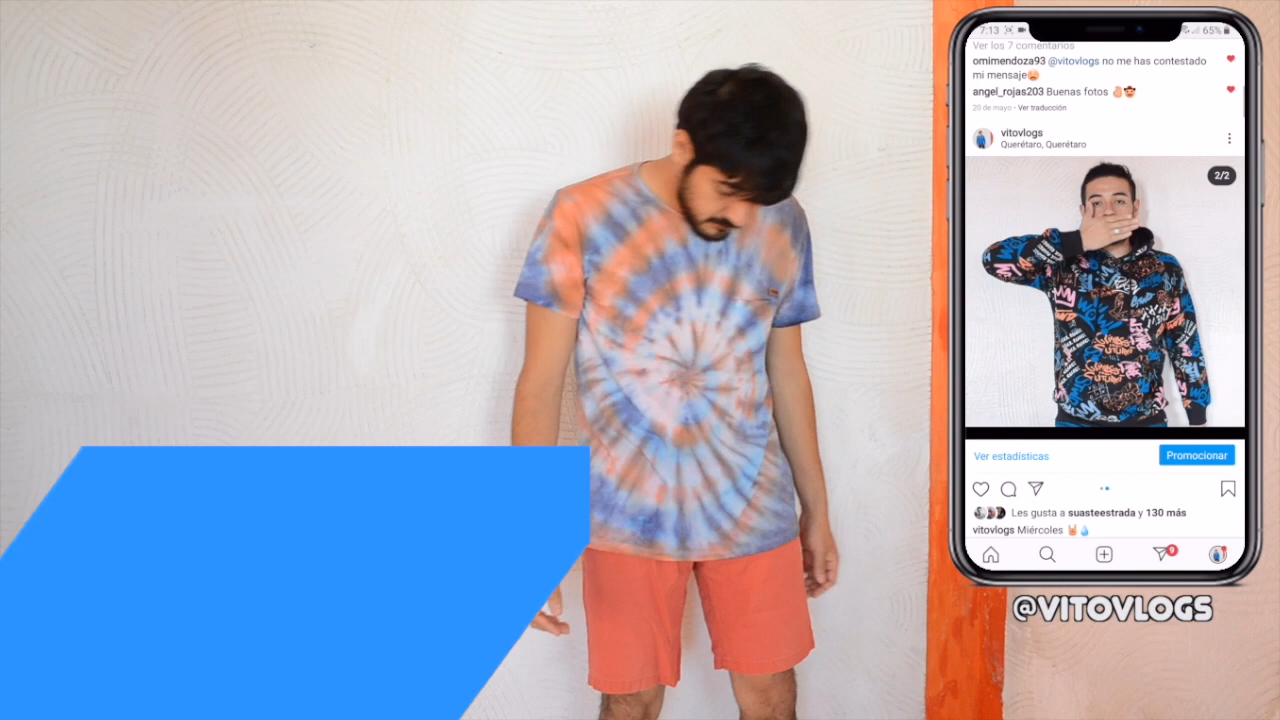 7:13
65%
Ver los 7 comentarios
omimendoza93 @vitovlogs no me has contestado
mi mensaje
angel_rojas203 Buenas fotos
20 de mayo • Ver traducción
vitovlogs
Querétaro, Querétaro
2/2
Ver estadísticas
Promocionar
Les gusta a suasteestrada y 130 más
vitovlogs Miércoles
9
@VITOVLOGS